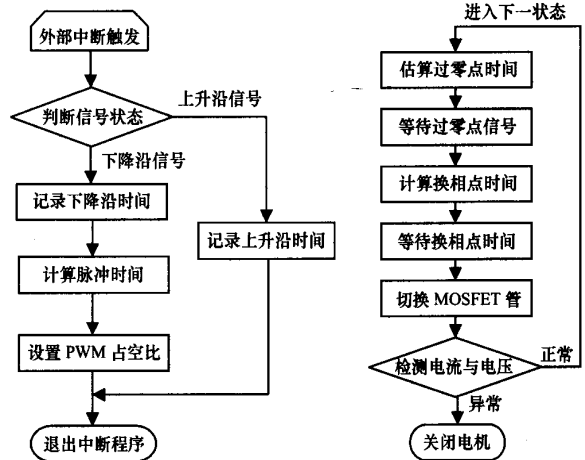 外部中断触发
判断信号状态
上升沿信号
下降沿信号
记录下降沿时间
记录上升沿时间
计算脉冲时间
设置 PWM 占空比
退出中断程序
进入下一状态
估算过零点时间
等待过零点信号
计算换相点时间
等待换相点时间
切换 MOSFET 管
检测电流与电压
正常
异常
关闭电机